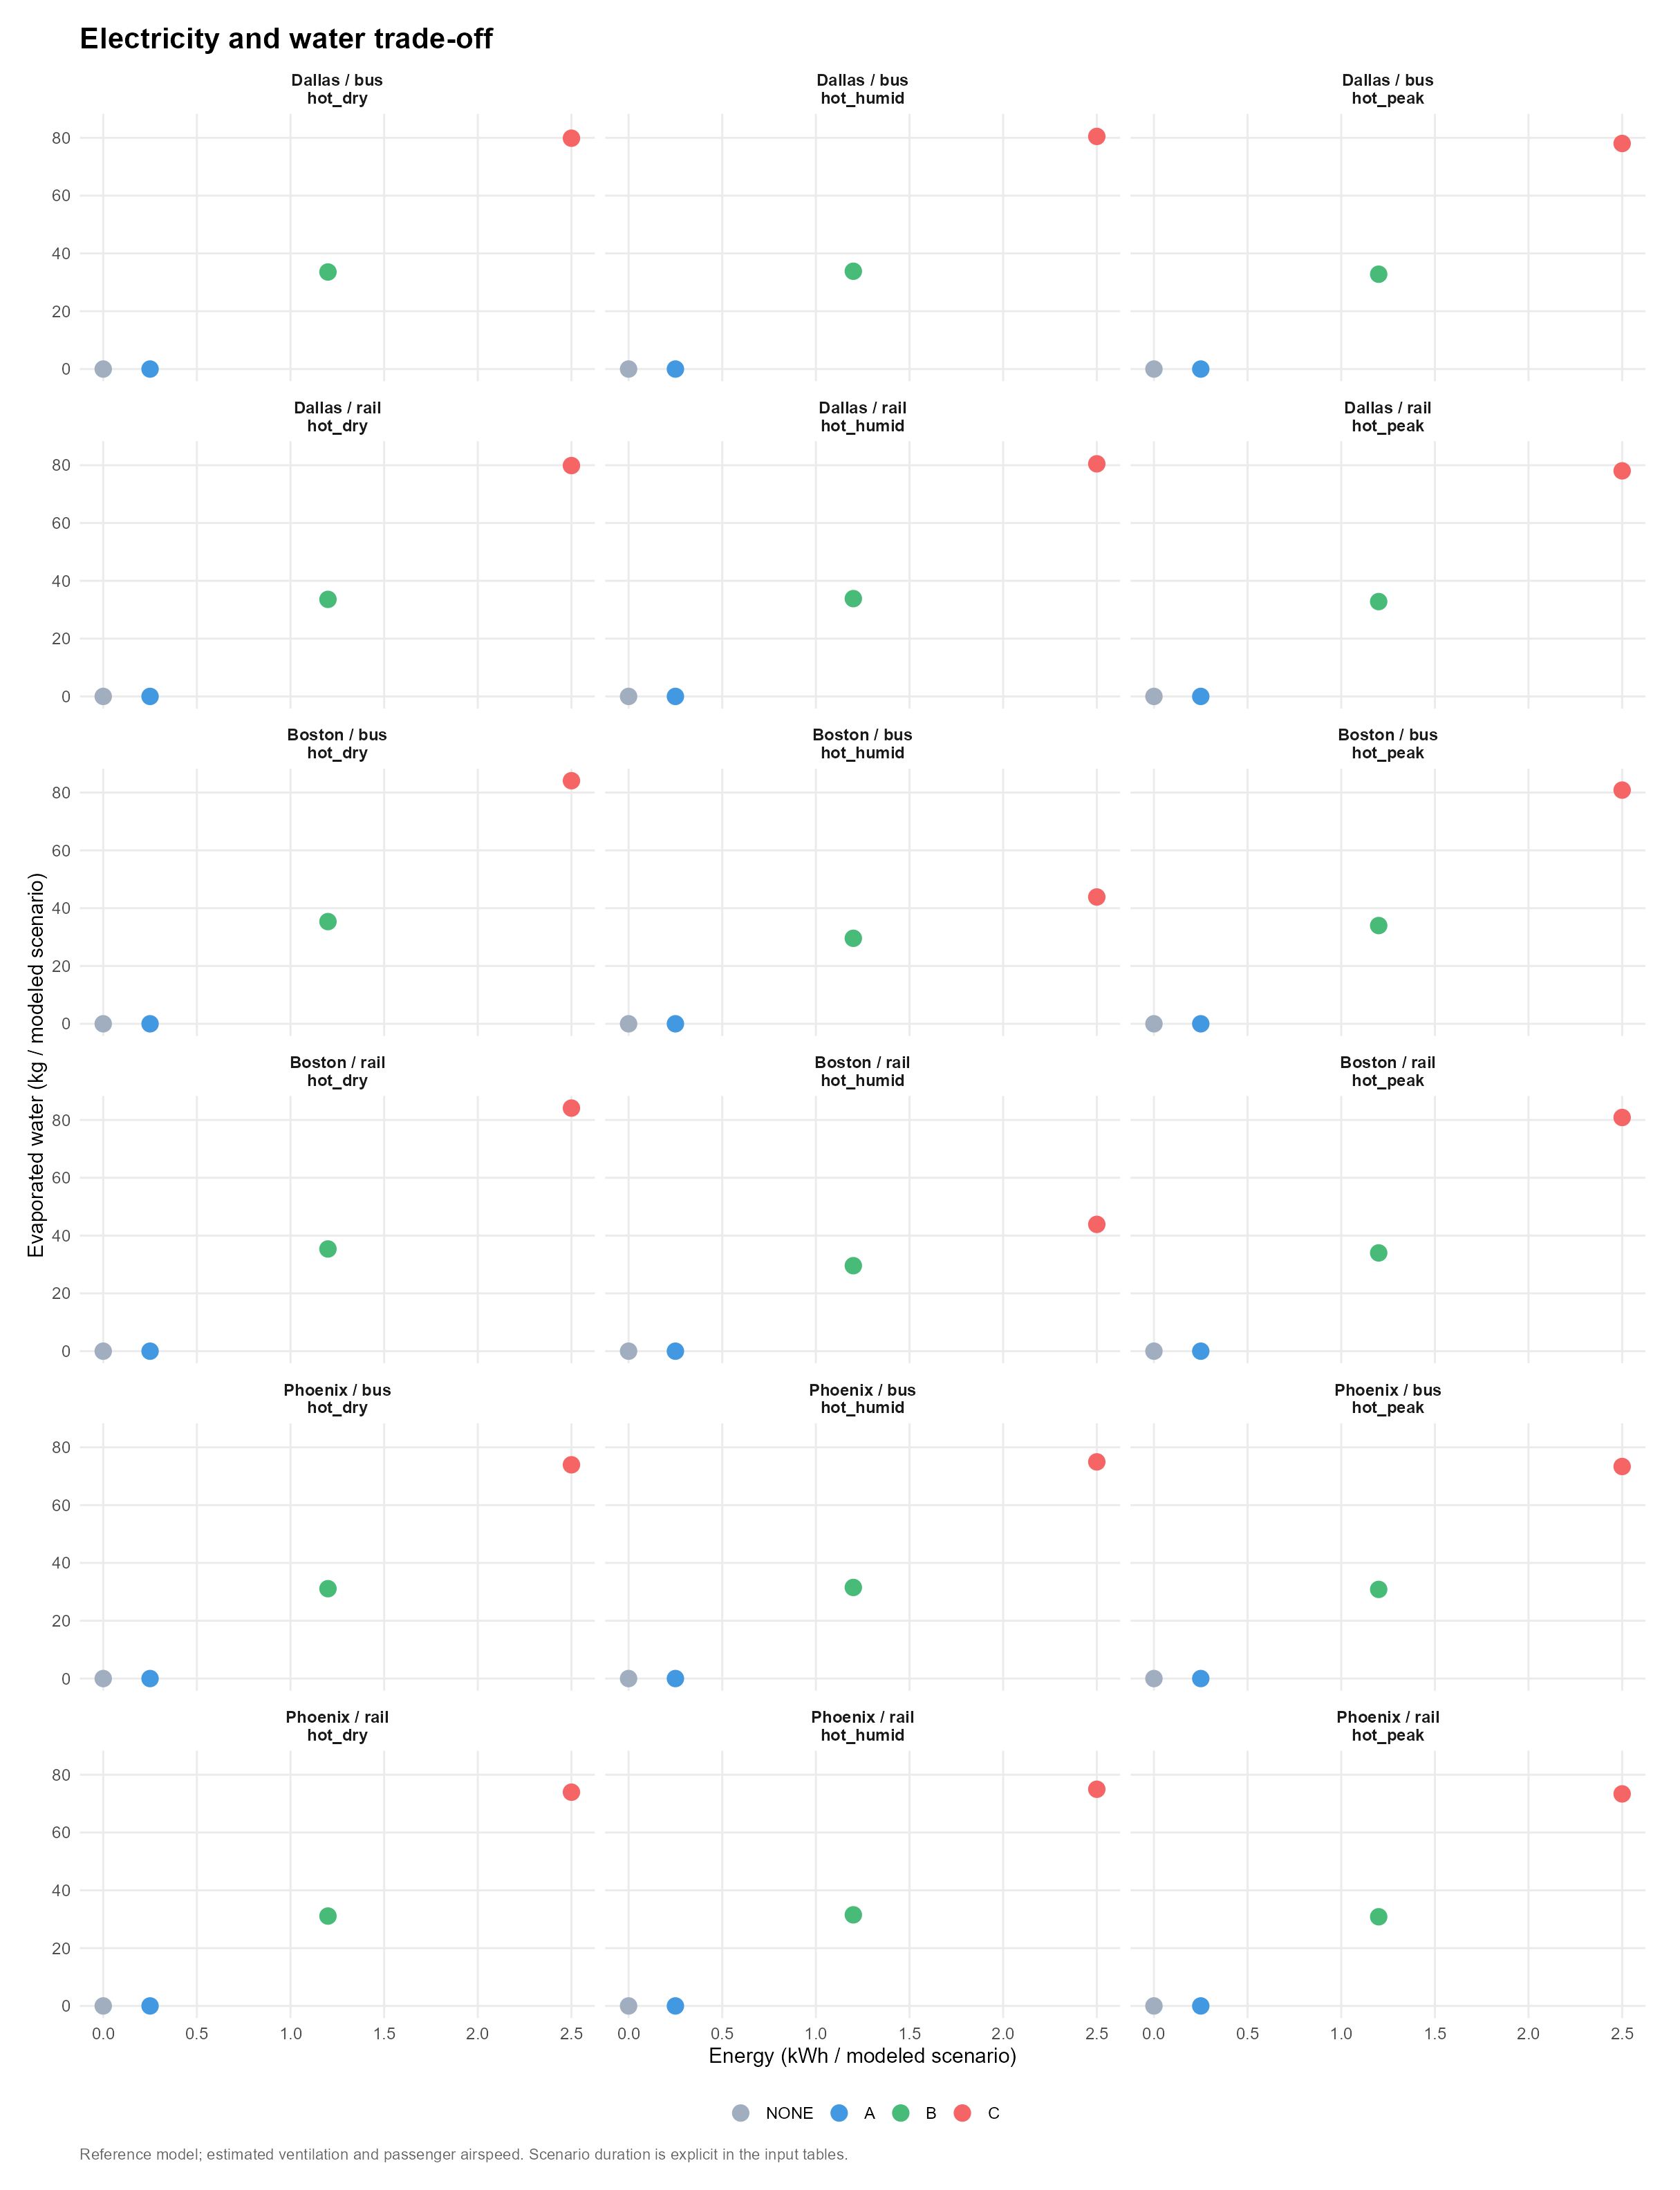 Electricity and water trade-off
Dallas / bus
hot_dry
Dallas / bus
hot_humid
Dallas / bus
hot_peak
80
60
40
20
0
Dallas / rail
hot_dry
Dallas / rail
hot_humid
Dallas / rail
hot_peak
80
60
40
20
0
Boston / bus
hot_dry
Boston / bus
hot_humid
Boston / bus
hot_peak
80
60
40
20
0
Evaporated water (kg / modeled scenario)
Boston / rail
hot_dry
Boston / rail
hot_humid
Boston / rail
hot_peak
80
60
40
20
0
Phoenix / bus
hot_dry
Phoenix / bus
hot_humid
Phoenix / bus
hot_peak
80
60
40
20
0
Phoenix / rail
hot_dry
Phoenix / rail
hot_humid
Phoenix / rail
hot_peak
80
60
40
20
0
0.0 0.5 1.0 1.5 2.0 2.5 0.0 0.5 1.0 1.5 2.0 2.5 0.0 0.5 1.0 1.5 2.0 2.5
Energy (kWh / modeled scenario)
NONE A B C
Reference model; estimated ventilation and passenger airspeed. Scenario duration is explicit in the input tables.